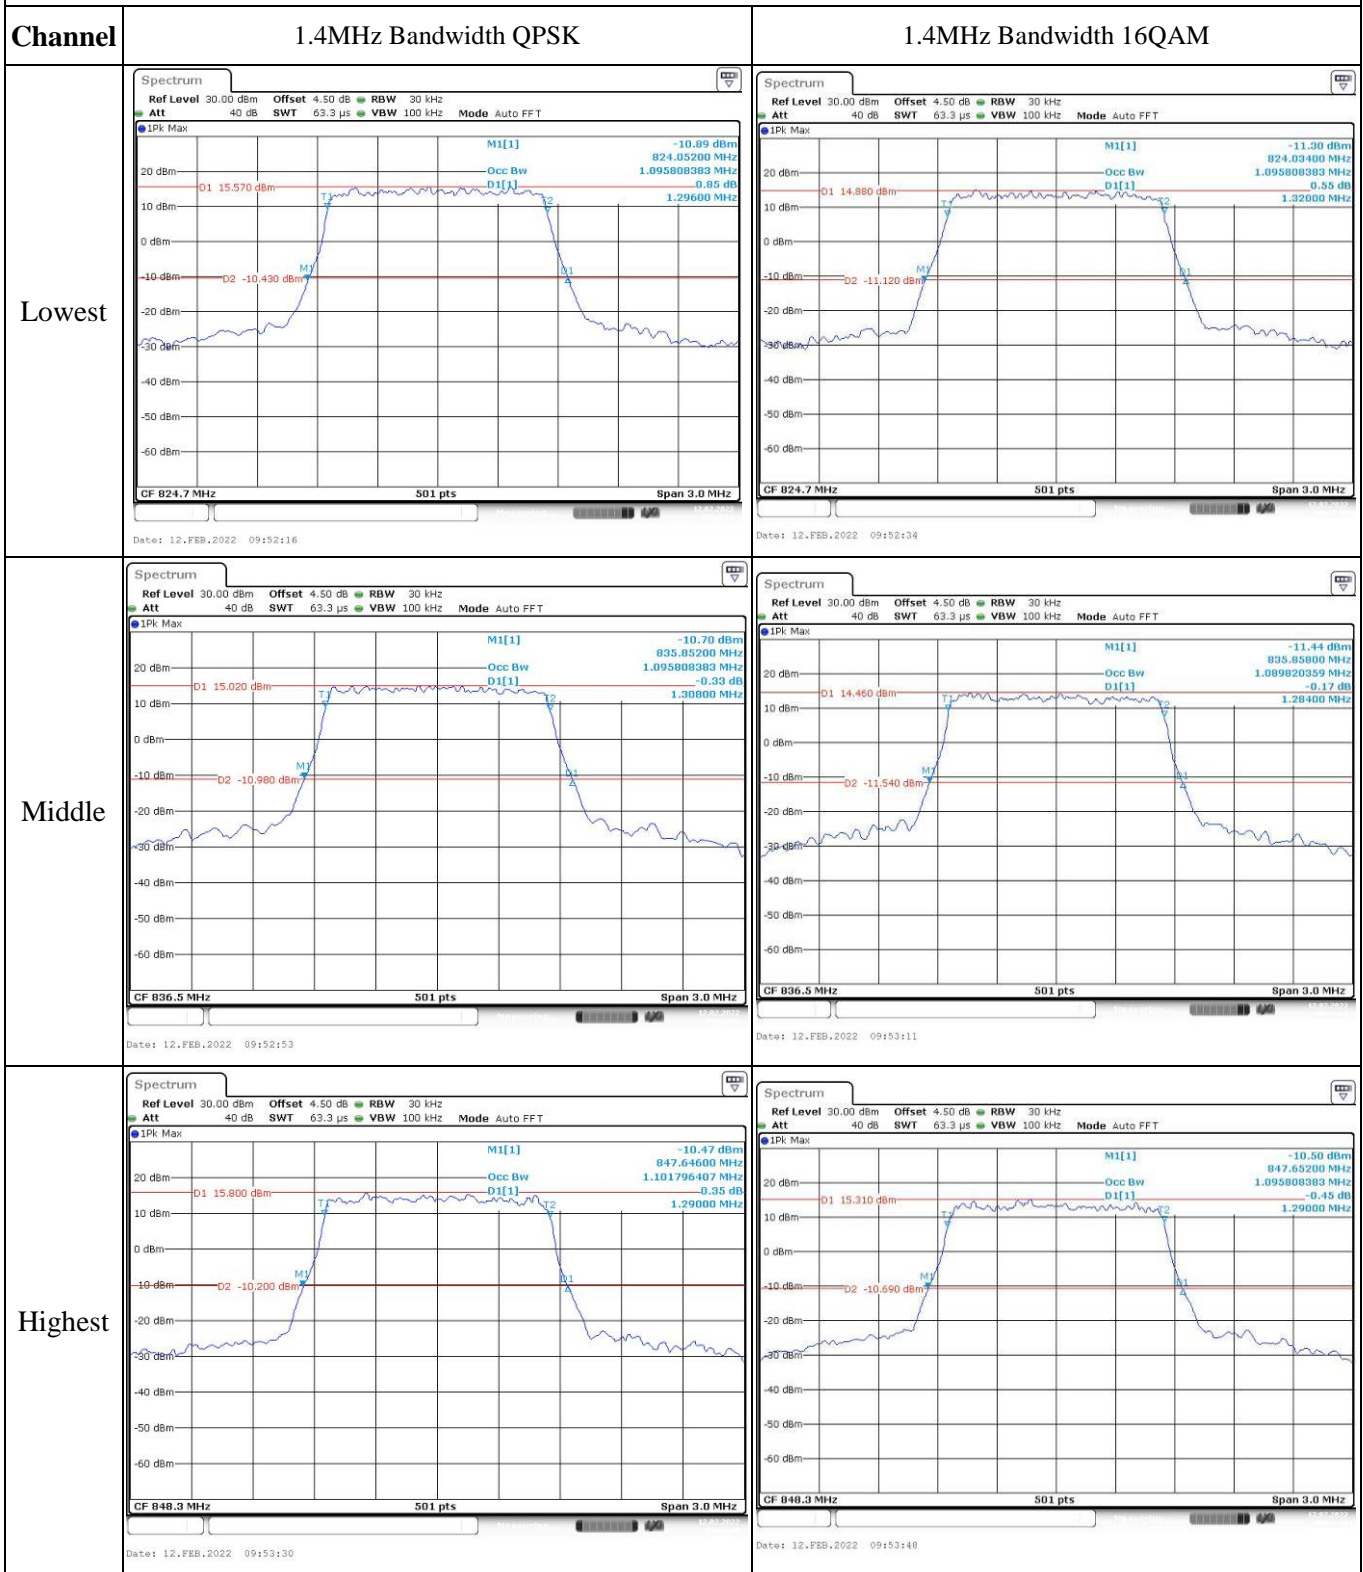 Channel 1.4MHz Bandwidth QPSK 1.4MHz Bandwidth 16QAM
Lowest
Spectrum
Ref Level 30.00 dBm Offset 4.50 dB RBW 30 kHz
Att 40 dB SWT 63.3 µs VBW 100 kHz Mode Auto FFT
1Pk Max
M1[1] -10.89 dBm
824.05200 MHz
Occ Bw 1.095808383 MHz
D1[1] 0.85 dB
1.29600 MHz
20 dBm
D1 15.570 dBm
T1
T2
10 dBm
0 dBm
M1
D1
-10 dBm
D2 -10.430 dBm
-20 dBm
-30 dBm
-40 dBm
-50 dBm
-60 dBm
CF 824.7 MHz 501 pts Span 3.0 MHz
Date: 12.FEB.2022 09:52:16
Spectrum
Ref Level 30.00 dBm Offset 4.50 dB RBW 30 kHz
Att 40 dB SWT 63.3 µs VBW 100 kHz Mode Auto FFT
1Pk Max
M1[1] -11.30 dBm
824.03400 MHz
Occ Bw 1.095808383 MHz
D1[1] 0.55 dB
1.32000 MHz
20 dBm
D1 14.880 dBm
T1
T2
10 dBm
0 dBm
M1
D1
-10 dBm
D2 -11.120 dBm
-20 dBm
-30 dBm
-40 dBm
-50 dBm
-60 dBm
CF 824.7 MHz 501 pts Span 3.0 MHz
Date: 12.FEB.2022 09:52:34
Middle
Spectrum
Ref Level 30.00 dBm Offset 4.50 dB RBW 30 kHz
Att 40 dB SWT 63.3 µs VBW 100 kHz Mode Auto FFT
1Pk Max
M1[1] -10.70 dBm
835.85200 MHz
Occ Bw 1.095808383 MHz
D1[1] -0.33 dB
1.30800 MHz
20 dBm
D1 15.020 dBm
T1
T2
10 dBm
0 dBm
M1
D1
-10 dBm
D2 -10.980 dBm
-20 dBm
-30 dBm
-40 dBm
-50 dBm
-60 dBm
CF 836.5 MHz 501 pts Span 3.0 MHz
Date: 12.FEB.2022 09:52:53
Spectrum
Ref Level 30.00 dBm Offset 4.50 dB RBW 30 kHz
Att 40 dB SWT 63.3 µs VBW 100 kHz Mode Auto FFT
1Pk Max
M1[1] -11.44 dBm
835.85800 MHz
Occ Bw 1.089820359 MHz
D1[1] -0.17 dB
1.28400 MHz
20 dBm
D1 14.460 dBm
T1
T2
10 dBm
0 dBm
M1
D1
-10 dBm
D2 -11.540 dBm
-20 dBm
-30 dBm
-40 dBm
-50 dBm
-60 dBm
CF 836.5 MHz 501 pts Span 3.0 MHz
Date: 12.FEB.2022 09:53:11
Highest
Spectrum
Ref Level 30.00 dBm Offset 4.50 dB RBW 30 kHz
Att 40 dB SWT 63.3 µs VBW 100 kHz Mode Auto FFT
1Pk Max
M1[1] -10.47 dBm
847.64600 MHz
Occ Bw 1.101796407 MHz
D1[1] 0.35 dB
1.29000 MHz
20 dBm
D1 15.800 dBm
T1
T2
10 dBm
0 dBm
M1
D1
-10 dBm
D2 -10.200 dBm
-20 dBm
-30 dBm
-40 dBm
-50 dBm
-60 dBm
CF 848.3 MHz 501 pts Span 3.0 MHz
Date: 12.FEB.2022 09:53:30
Spectrum
Ref Level 30.00 dBm Offset 4.50 dB RBW 30 kHz
Att 40 dB SWT 63.3 µs VBW 100 kHz Mode Auto FFT
1Pk Max
M1[1] -10.50 dBm
847.65200 MHz
Occ Bw 1.095808383 MHz
D1[1] -0.45 dB
1.29000 MHz
20 dBm
D1 15.310 dBm
T1
T2
10 dBm
0 dBm
M1
D1
-10 dBm
D2 -10.690 dBm
-20 dBm
-30 dBm
-40 dBm
-50 dBm
-60 dBm
CF 848.3 MHz 501 pts Span 3.0 MHz
Date: 12.FEB.2022 09:53:48